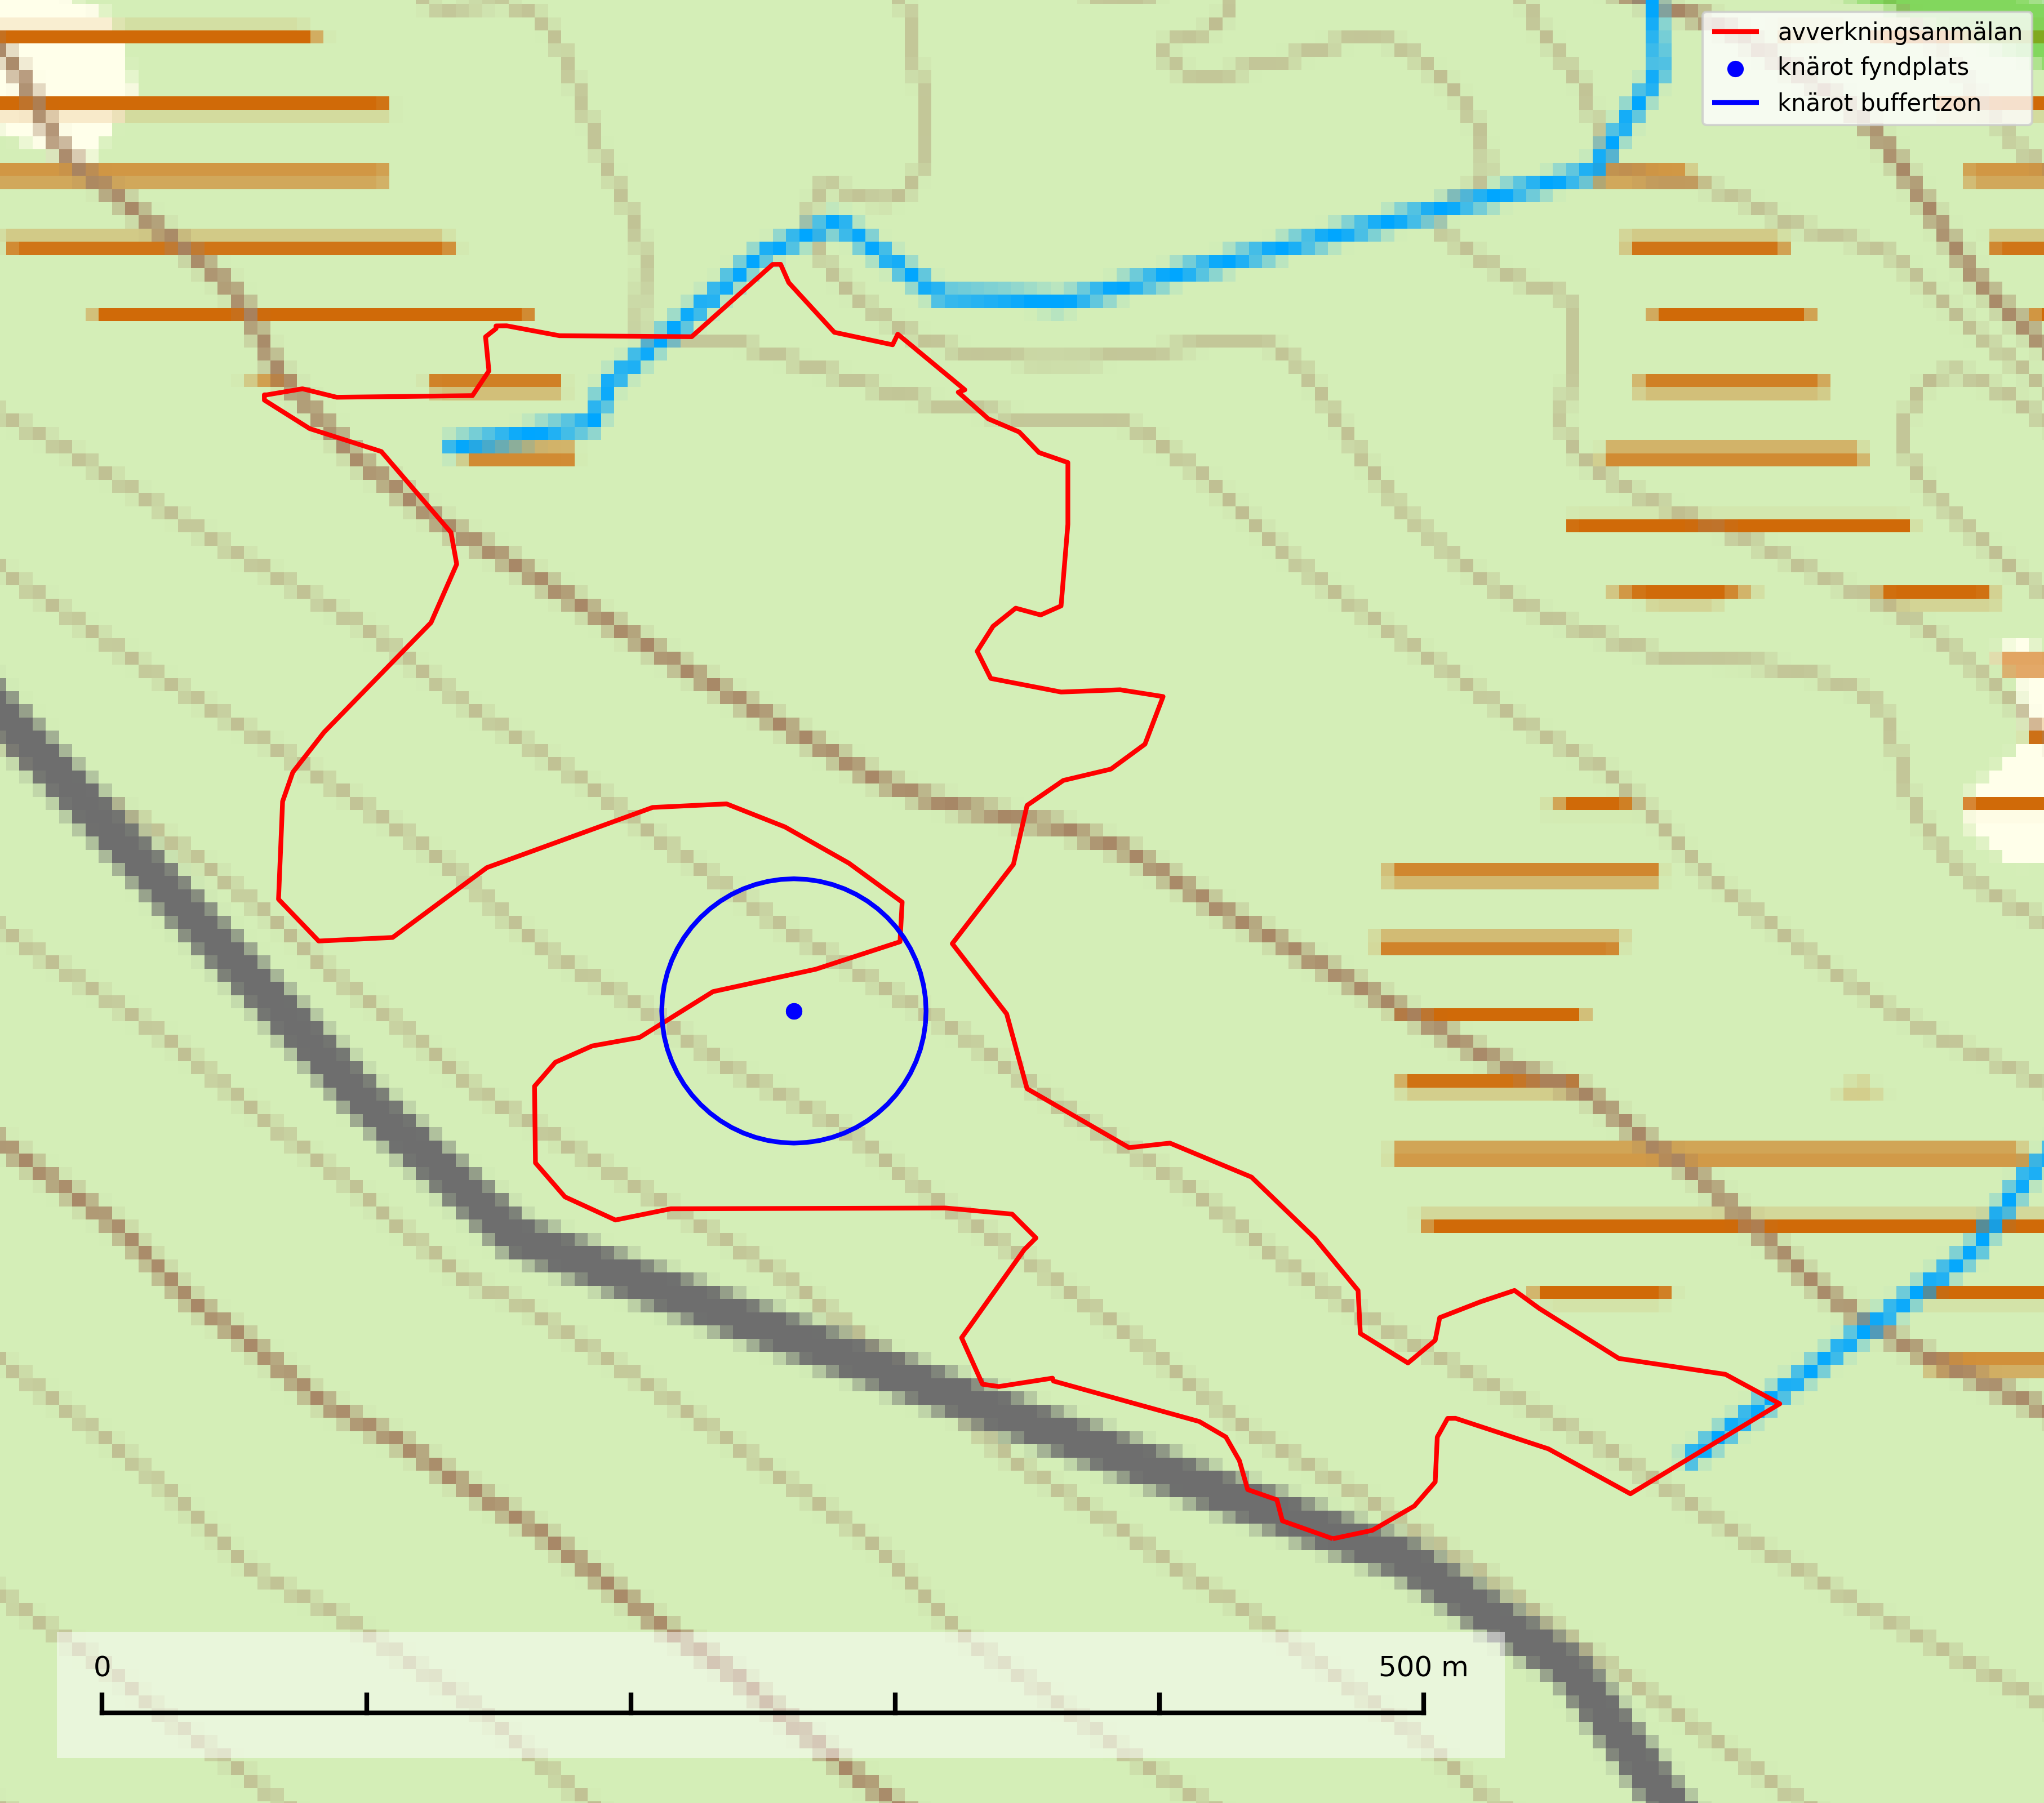 avverkningsanmälan
knärot fyndplats
knärot buffertzon
0
500 m